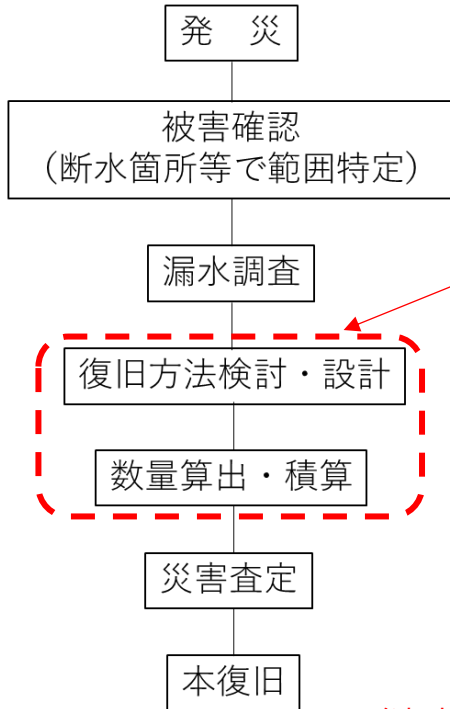 発　災
被害確認
(断水箇所等で範囲特定)
漏水調査
復旧方法検討・設計
数量算出・積算
災害査定
本復旧